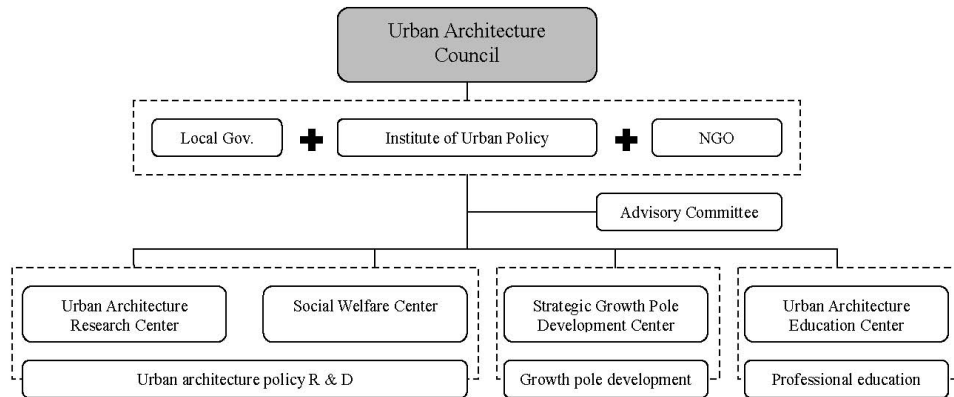 Urban Architecture
Council
Local Gov.
Institute of Urban Policy
NGO
Advisory Committee
Urban Architecture
Research Center
Social Welfare Center
Strategic Growth Pole
Development Center
Urban Architecture
Education Center
Urban architecture policy R & D
Growth pole development
Professional education